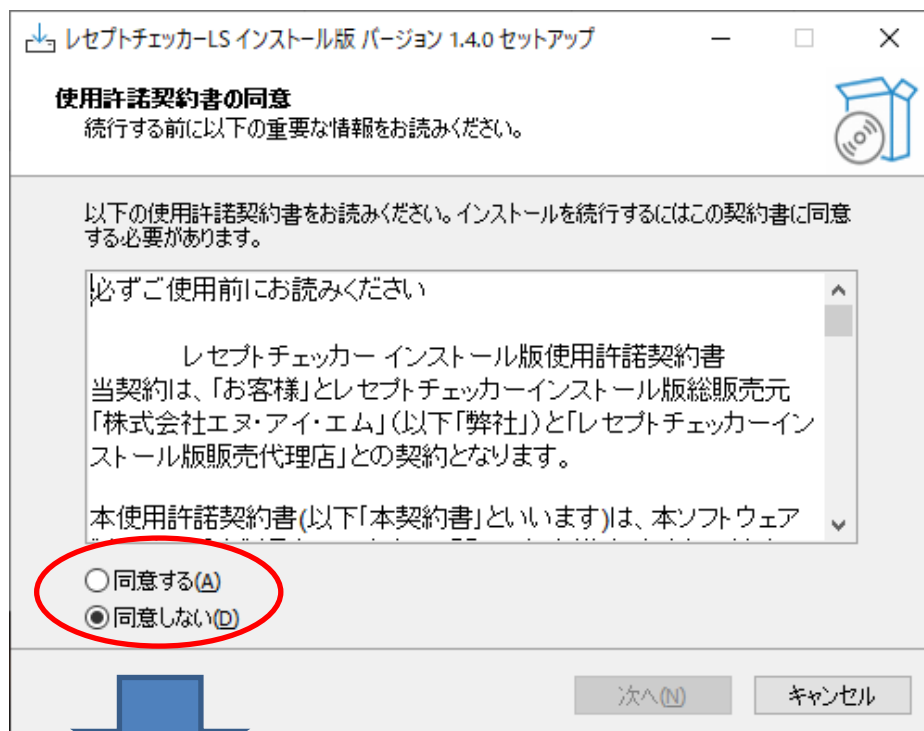 レセプトチェッカーLS インストール版 バージョン 1.4.0 セットアップ
使用許諾契約書の同意
続行する前に以下の重要な情報をお読みください。
以下の使用許諾契約書をお読みください。インストールを続行するにはこの契約書に同意
する必要があります。
必ずご使用前にお読みください
レセプトチェッカー インストール版使用許諾契約書
当契約は、「お客様」とレセプトチェッカーインストール版総販売元
「株式会社エヌ・アイ・エム」(以下「弊社」)と「レセプトチェッカーイン
ストール版販売代理店」との契約となります。
本使用許諾契約書(以下「本契約書」といいます)は、本ソフトウェア
同意する(A)
同意しない(D)
次へ(N)
キャンセル